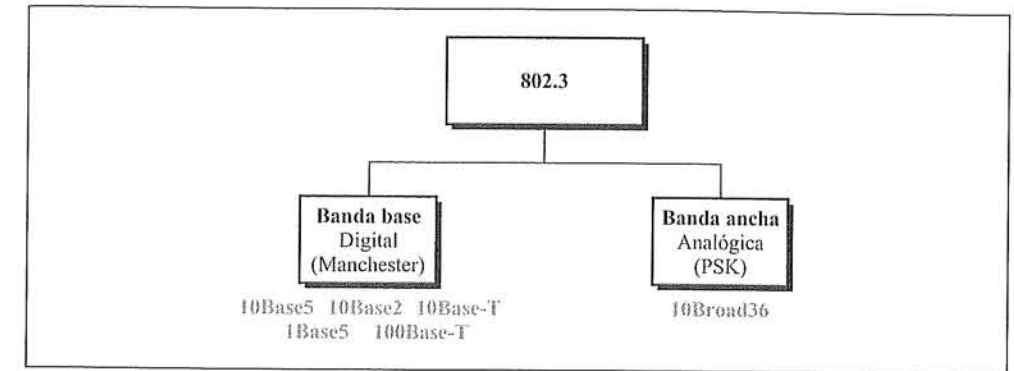 802.3
Banda base
Digital
(Manchester)
10Base5 10Base2 10Base-T
1Base5 100Base-T
Banda ancha
Analógica
(PSK)
10Broad36